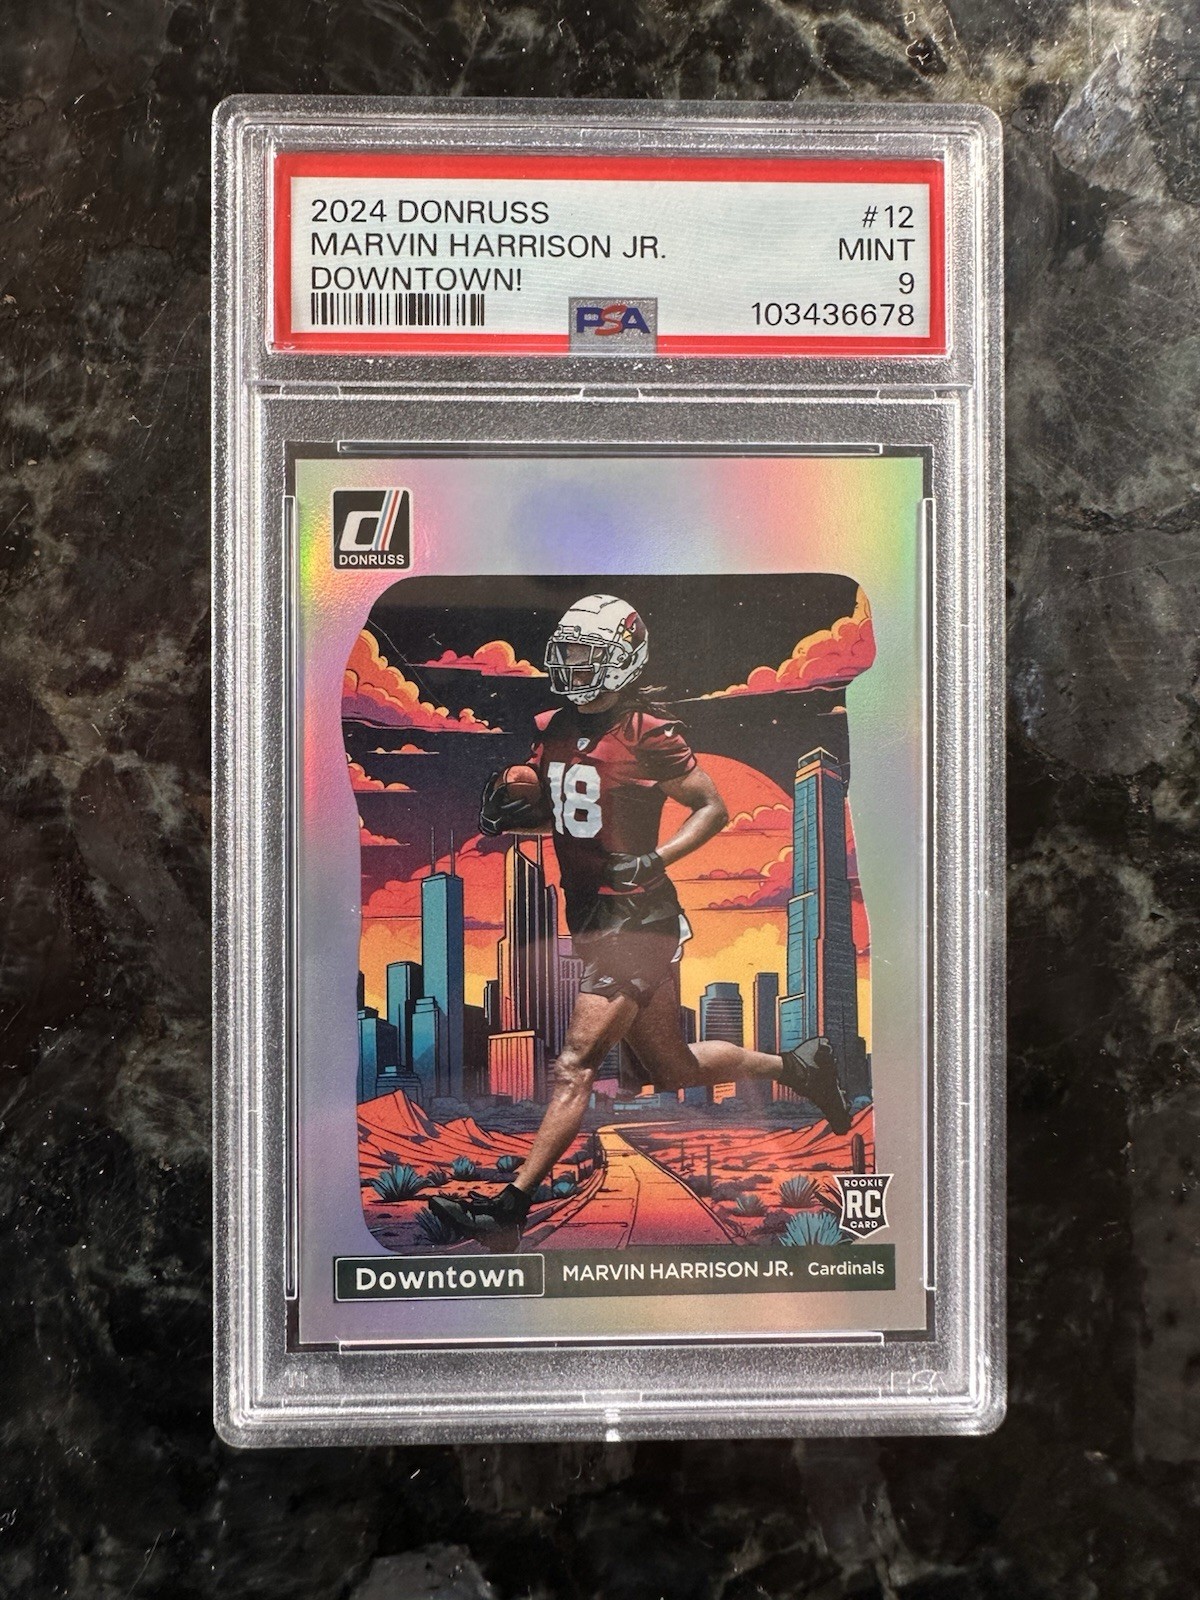 2024 DONRUSS #12
MARVIN HARRISON JR. MINT
DOWNTOWN! 9
PSA 103436678
d
DONRUSS
18
ROOKIE
RC
CARD
Downtown MARVIN HARRISON JR. Cardinals
PSA